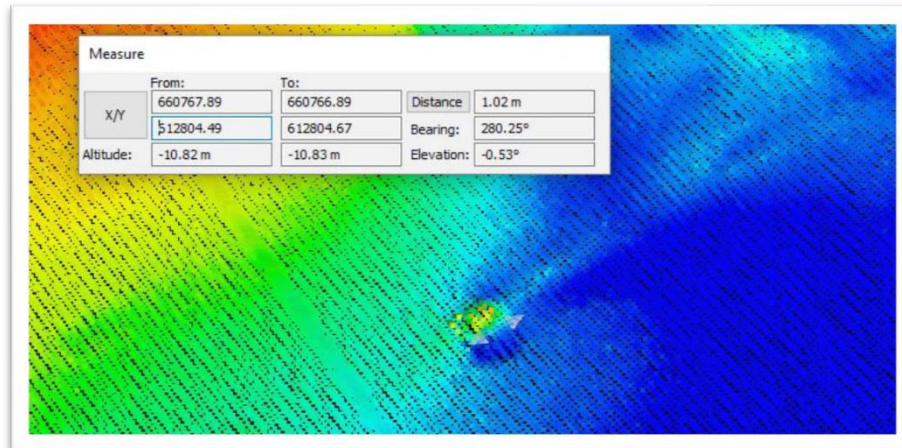 Measure
From: To:
X/Y 660767.89 660766.89 Distance 1.02 m
512804.49 612804.67 Bearing: 280.25°
Altitude: -10.82 m -10.83 m Elevation: -0.53°